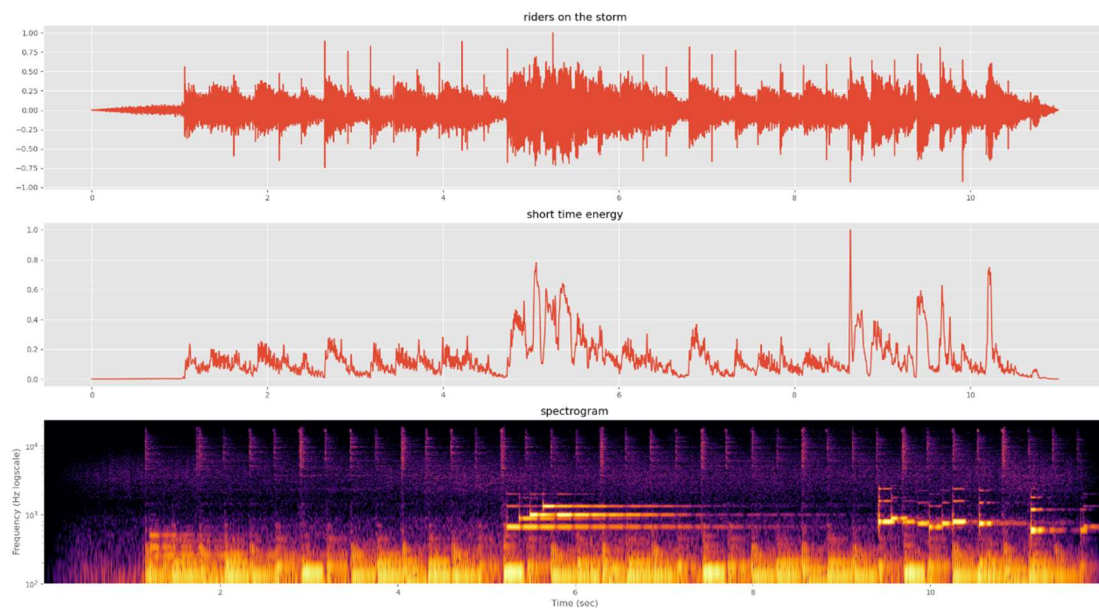 riders on the storm
1.00
0.75
0.50
0.25
0.00
−0.25
−0.50
−0.75
−1.00
0 2 4 6 8 10
short time energy
1.0
0.8
0.6
0.4
0.2
0.0
0 2 4 6 8 10
spectrogram
Frequency (Hz logscale)
10⁴
10³
10²
2 4 6 8 10
Time (sec)